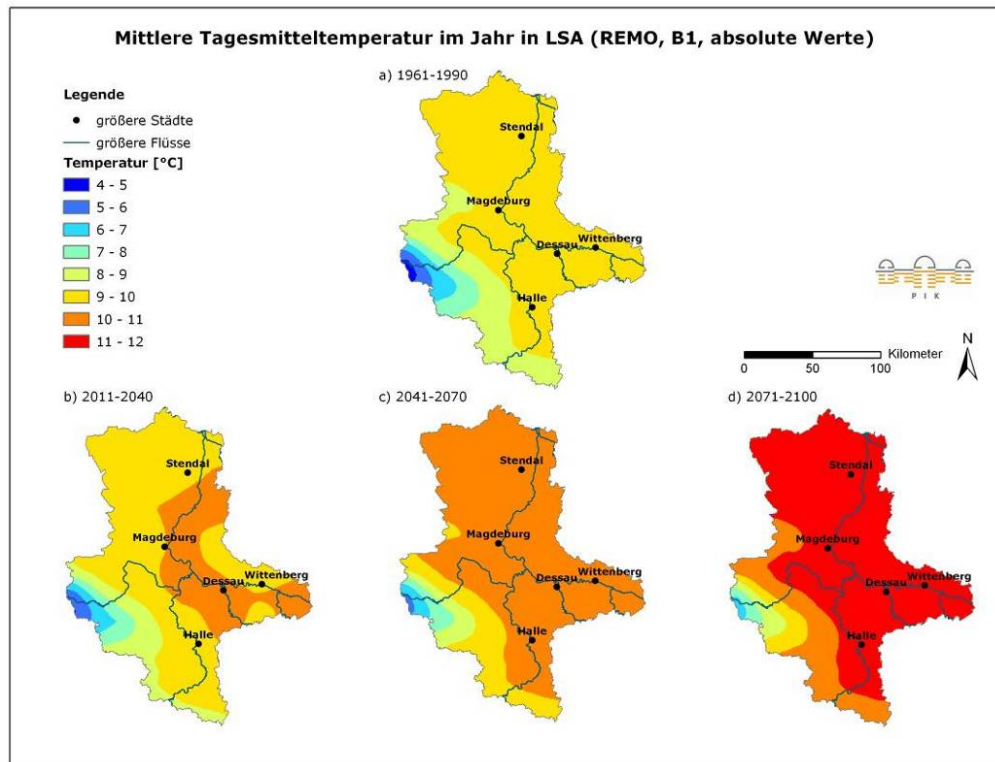 Mittlere Tagesmitteltemperatur im Jahr in LSA (REMO, B1, absolute Werte)
a) 1961-1990
Legende
größere Städte
größere Flüsse
Temperatur [°C]
4 - 5
5 - 6
6 - 7
7 - 8
8 - 9
9 - 10
10 - 11
11 - 12
Stendal
Magdeburg
Dessau
Wittenberg
Halle
P I K
N
Kilometer
0 50 100
b) 2011-2040
Stendal
Magdeburg
Dessau
Wittenberg
Halle
c) 2041-2070
Stendal
Magdeburg
Dessau
Wittenberg
Halle
d) 2071-2100
Stendal
Magdeburg
Dessau
Wittenberg
Halle